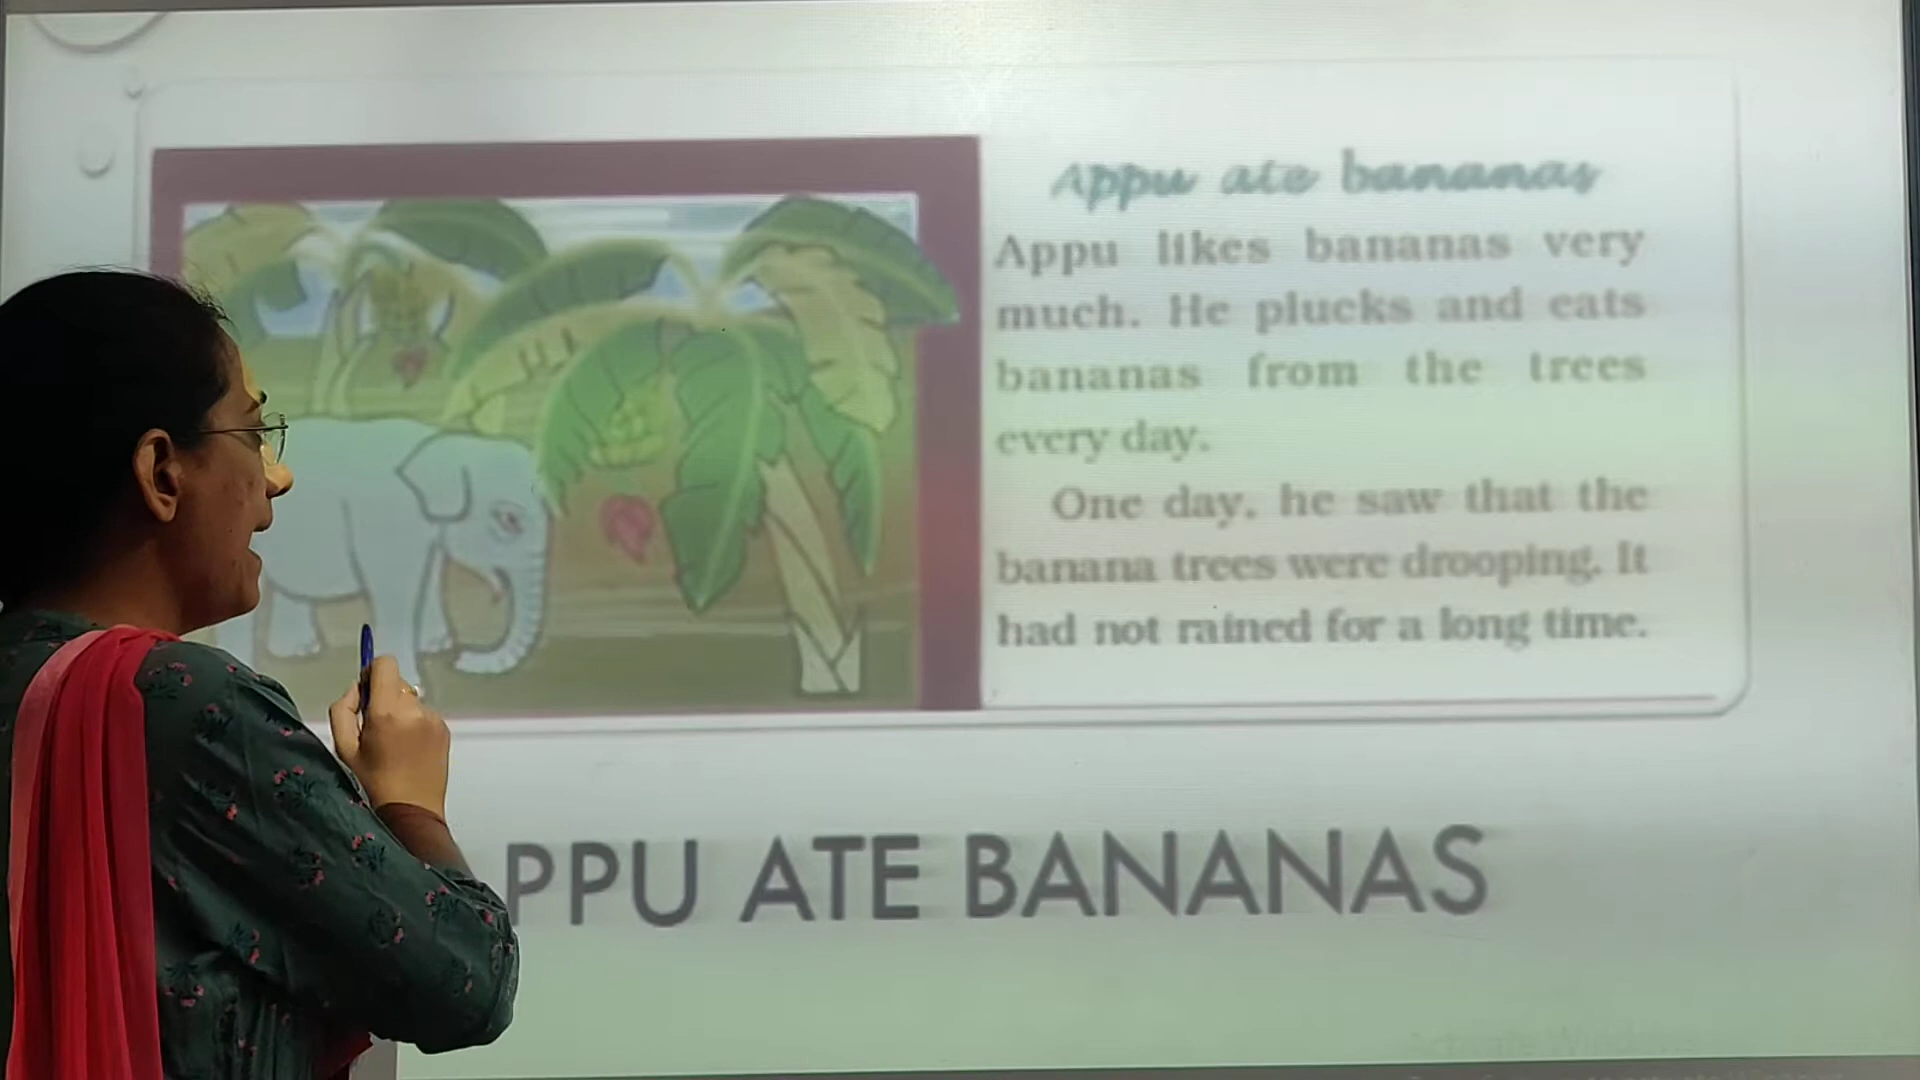 Appu ate bananas
Appu likes bananas very
much. He plucks and eats
bananas from the trees
every day.
One day, he saw that the
banana trees were drooping. It
had not rained for a long time.
PPU ATE BANANAS
Activate Windows